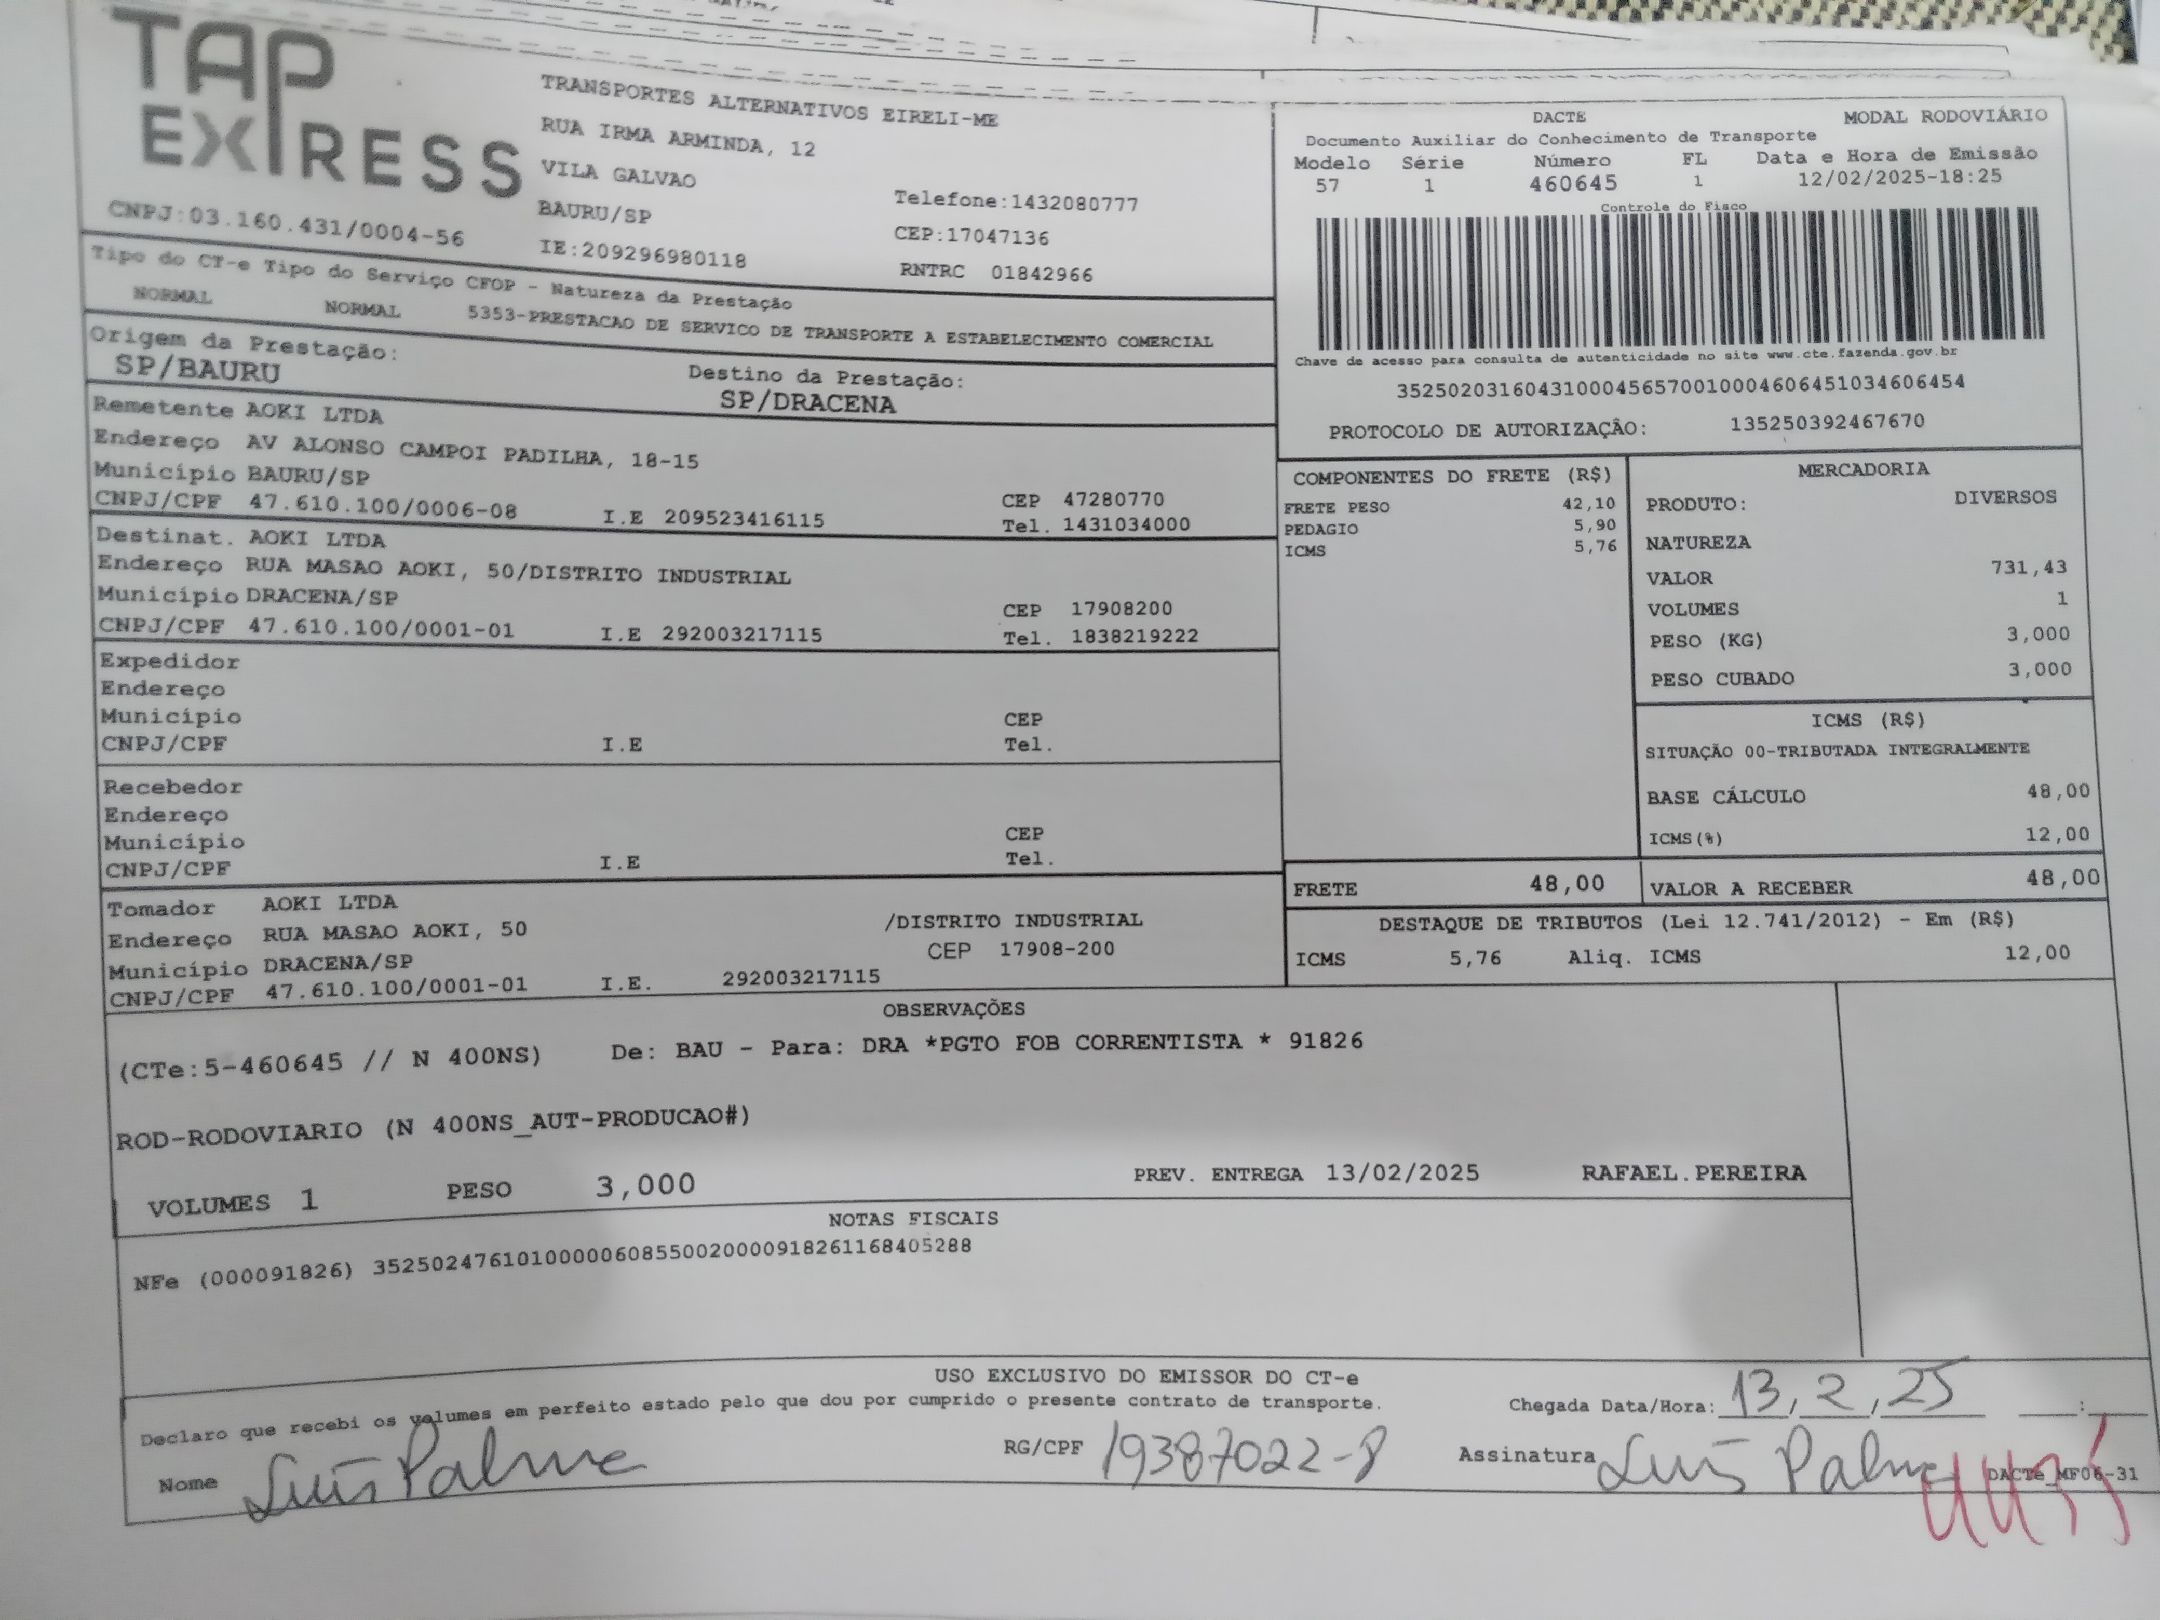 TAP
EXPRESS
TRANSPORTES ALTERNATIVOS EIRELI-ME
RUA IRMA ARMINDA, 12
VILA GALVAO
BAURU/SP
IE:209296980118
Telefone:1432080777
CEP:17047136
RNTRC 01842966
CNPJ:03.160.431/0004-56
DACTE MODAL RODOVIÁRIO
Documento Auxiliar do Conhecimento de Transporte
Modelo Série Número FL Data e Hora de Emissão
57 1 460645 1 12/02/2025-18:25
Controle do Fisco
Chave de acesso para consulta de autenticidade no site www.cte.fazenda.gov.br
35250203160431000456570010004606451034606454
PROTOCOLO DE AUTORIZAÇÃO: 135250392467670
Tipo do CT-e Tipo do Serviço CFOP - Natureza da Prestação
NORMAL NORMAL 5353-PRESTACAO DE SERVICO DE TRANSPORTE A ESTABELECIMENTO COMERCIAL
Origem da Prestação: Destino da Prestação:
SP/BAURU SP/DRACENA
Remetente AOKI LTDA
Endereço AV ALONSO CAMPOI PADILHA, 18-15
Município BAURU/SP CEP 47280770
CNPJ/CPF 47.610.100/0006-08 I.E 209523416115 Tel. 1431034000
Destinat. AOKI LTDA
Endereço RUA MASAO AOKI, 50/DISTRITO INDUSTRIAL
Município DRACENA/SP CEP 17908200
CNPJ/CPF 47.610.100/0001-01 I.E 292003217115 Tel. 1838219222
Expedidor
Endereço
Município CEP
CNPJ/CPF I.E Tel.
Recebedor
Endereço
Município CEP
CNPJ/CPF I.E Tel.
Tomador AOKI LTDA
Endereço RUA MASAO AOKI, 50 /DISTRITO INDUSTRIAL
Município DRACENA/SP CEP 17908-200
CNPJ/CPF 47.610.100/0001-01 I.E. 292003217115
COMPONENTES DO FRETE (R$)
FRETE PESO 42,10
PEDAGIO 5,90
ICMS 5,76
MERCADORIA
PRODUTO: DIVERSOS
NATUREZA
VALOR 731,43
VOLUMES 1
PESO (KG) 3,000
PESO CUBADO 3,000
ICMS (R$)
SITUAÇÃO 00-TRIBUTADA INTEGRALMENTE
BASE CÁLCULO 48,00
ICMS(%) 12,00
FRETE 48,00 VALOR A RECEBER 48,00
DESTAQUE DE TRIBUTOS (Lei 12.741/2012) - Em (R$)
ICMS 5,76 Aliq. ICMS 12,00
OBSERVAÇÕES
(CTe:5-460645 // N 400NS) De: BAU - Para: DRA *PGTO FOB CORRENTISTA * 91826
ROD-RODOVIARIO (N 400NS_AUT-PRODUCAO#)
VOLUMES 1 PESO 3,000 PREV. ENTREGA 13/02/2025 RAFAEL.PEREIRA
NOTAS FISCAIS
NFe (000091826) 35250247610100000608550020000918261168405288
USO EXCLUSIVO DO EMISSOR DO CT-e
Declaro que recebi os volumes em perfeito estado pelo que dou por cumprido o presente contrato de transporte. Chegada Data/Hora: 13,2,25 :
Nome Luis Palme RG/CPF 19387022-8 Assinatura Luis Palme DACTe_MF06-31